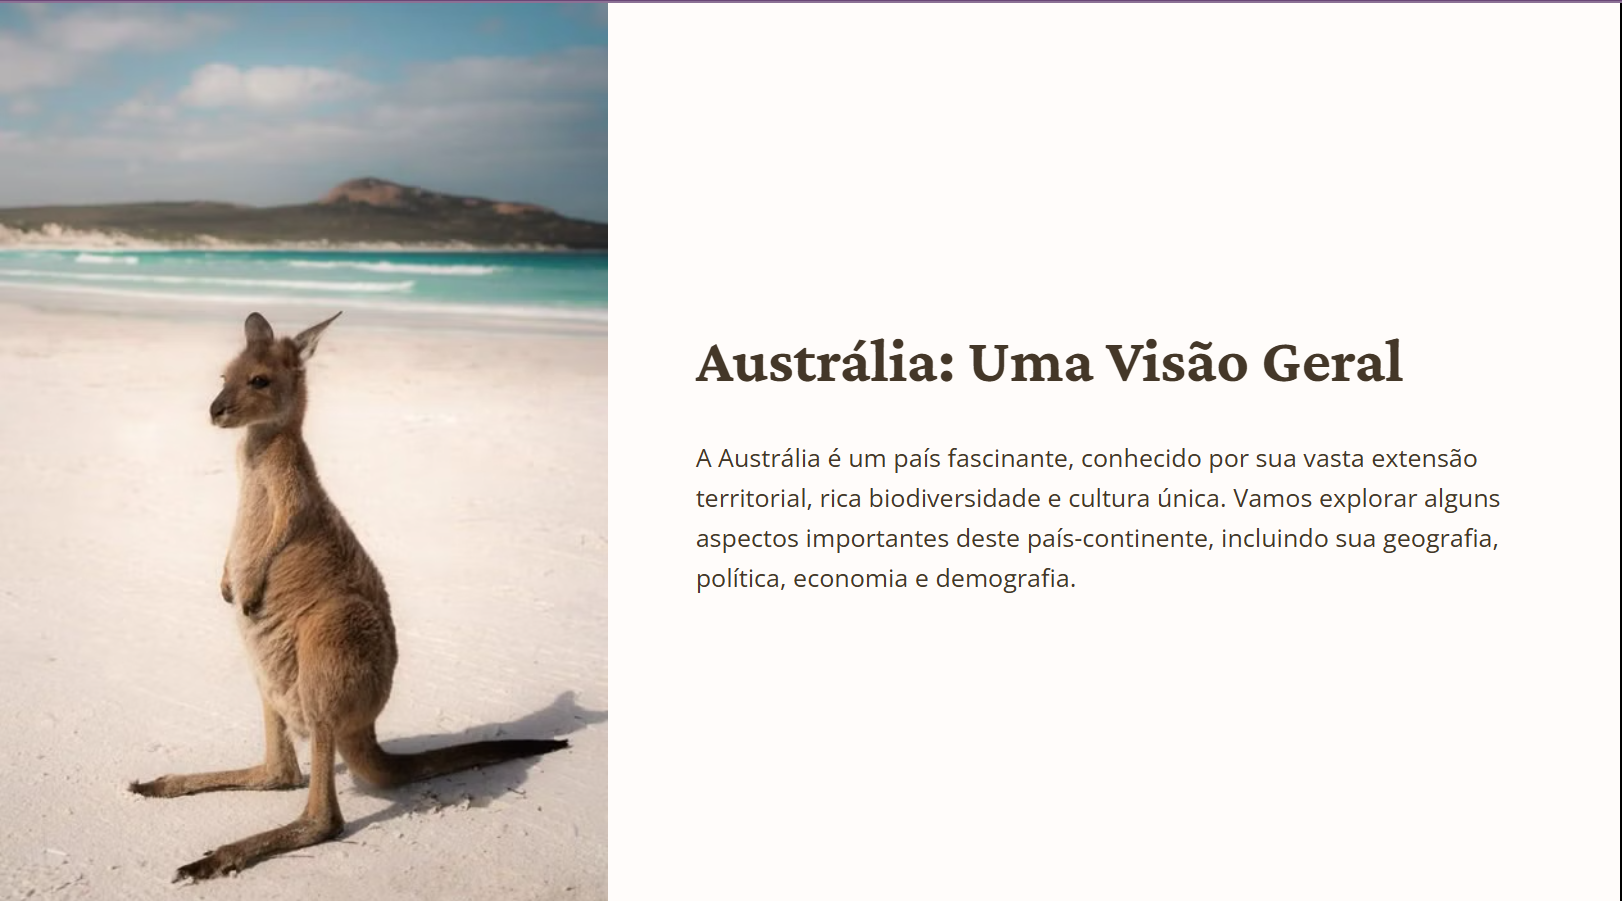 Austrália: Uma Visão Geral
A Austrália é um país fascinante, conhecido por sua vasta extensão
territorial, rica biodiversidade e cultura única. Vamos explorar alguns
aspectos importantes deste país-continente, incluindo sua geografia,
política, economia e demografia.